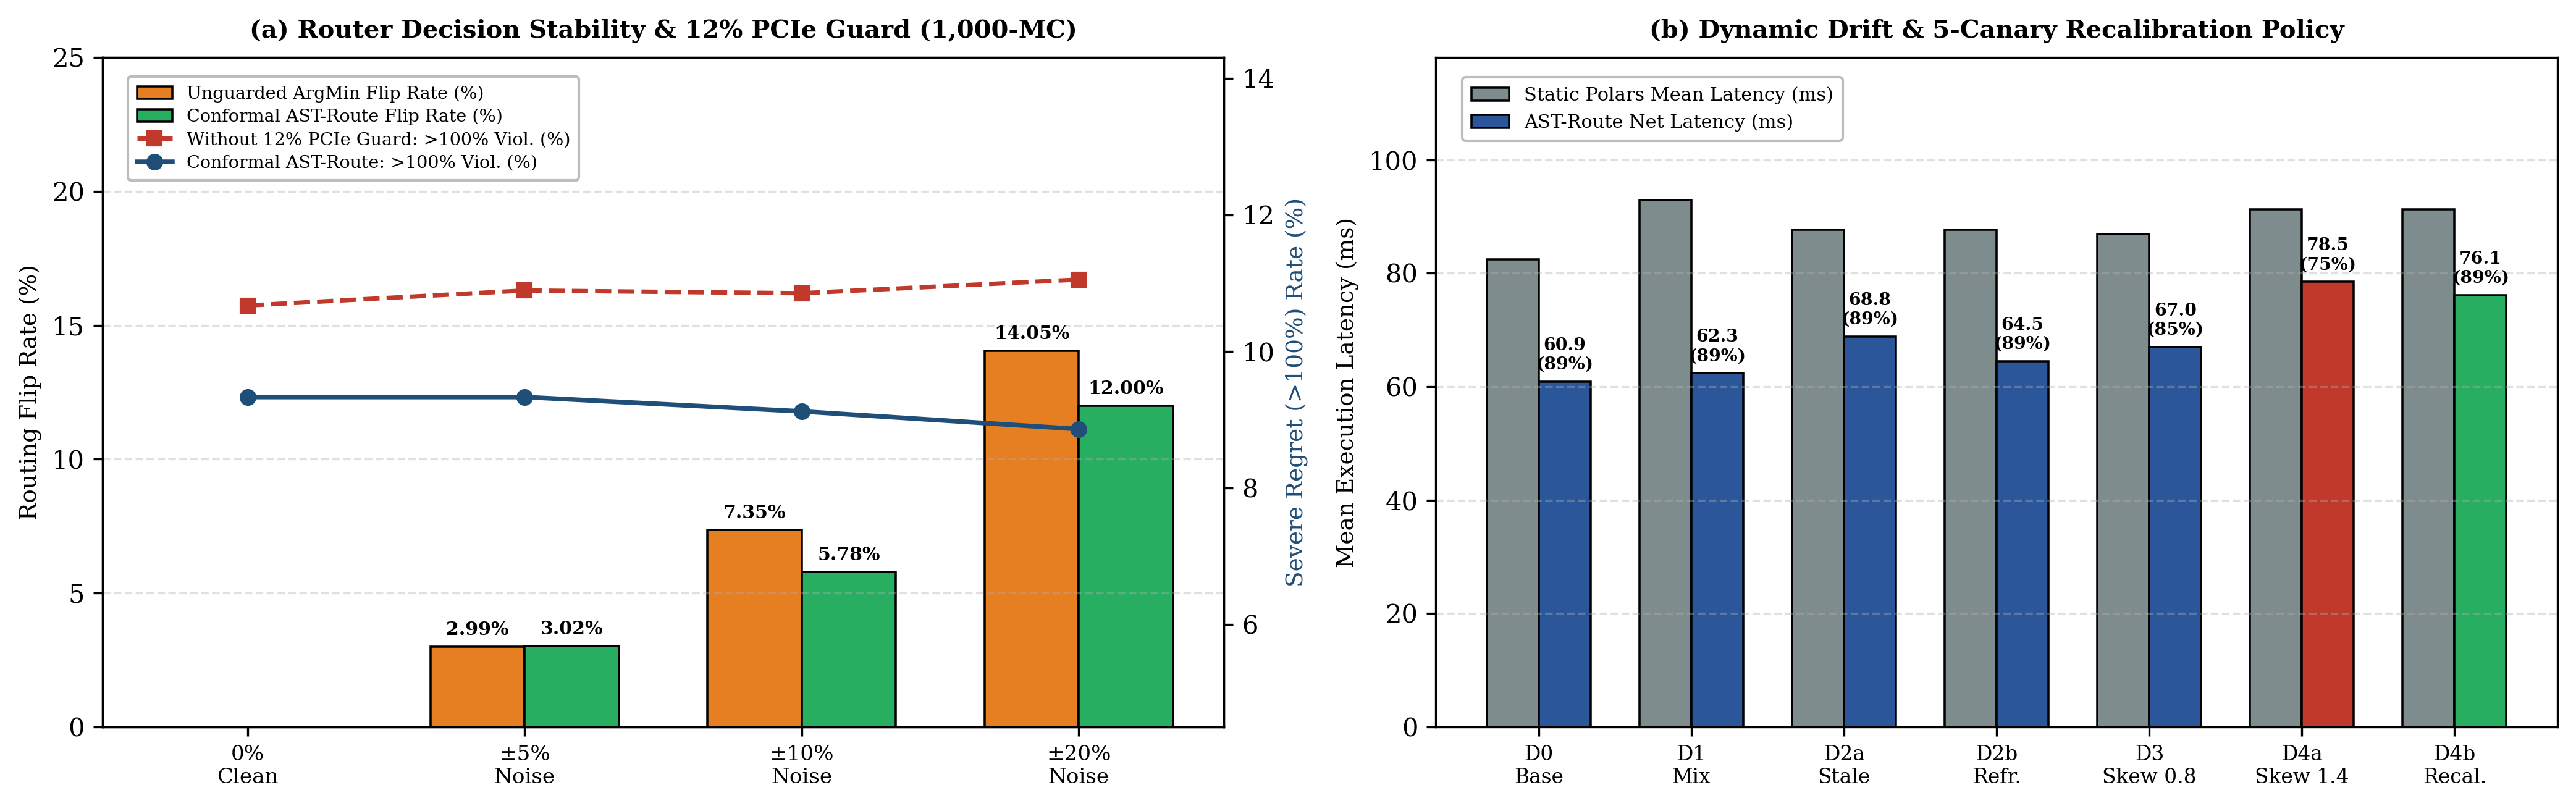 (a) Router Decision Stability & 12% PCIe Guard (1,000-MC)
Unguarded ArgMin Flip Rate (%)
Conformal AST-Route Flip Rate (%)
Without 12% PCIe Guard: >100% Viol. (%)
Conformal AST-Route: >100% Viol. (%)
Routing Flip Rate (%)
25
20
15
10
5
0
2.99%
3.02%
7.35%
5.78%
14.05%
12.00%
0%
Clean
±5%
Noise
±10%
Noise
±20%
Noise
14
12
10
8
6
Severe Regret (>100%) Rate (%)
(b) Dynamic Drift & 5-Canary Recalibration Policy
Static Polars Mean Latency (ms)
AST-Route Net Latency (ms)
Mean Execution Latency (ms)
100
80
60
40
20
0
60.9
(89%)
62.3
(89%)
68.8
(89%)
64.5
(89%)
67.0
(85%)
78.5
(75%)
76.1
(89%)
D0
Base
D1
Mix
D2a
Stale
D2b
Refr.
D3
Skew 0.8
D4a
Skew 1.4
D4b
Recal.